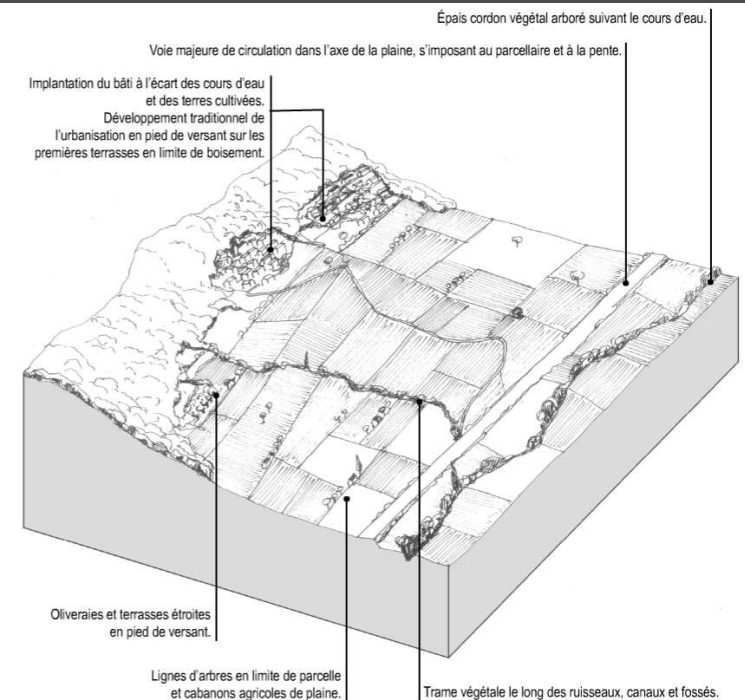 Épais cordon végétal arboré suivant le cours d'eau.
Voie majeure de circulation dans l'axe de la plaine, s'imposant au parcellaire et à la pente.
Implantation du bâti à l'écart des cours d'eau
et des terres cultivées.
Développement traditionnel de
l'urbanisation en pied de versant sur les
premières terrasses en limite de boisement.
Oliveraies et terrasses étroites
en pied de versant.
Lignes d'arbres en limite de parcelle
et cabanons agricoles de plaine.
Trame végétale le long des ruisseaux, canaux et fossés.